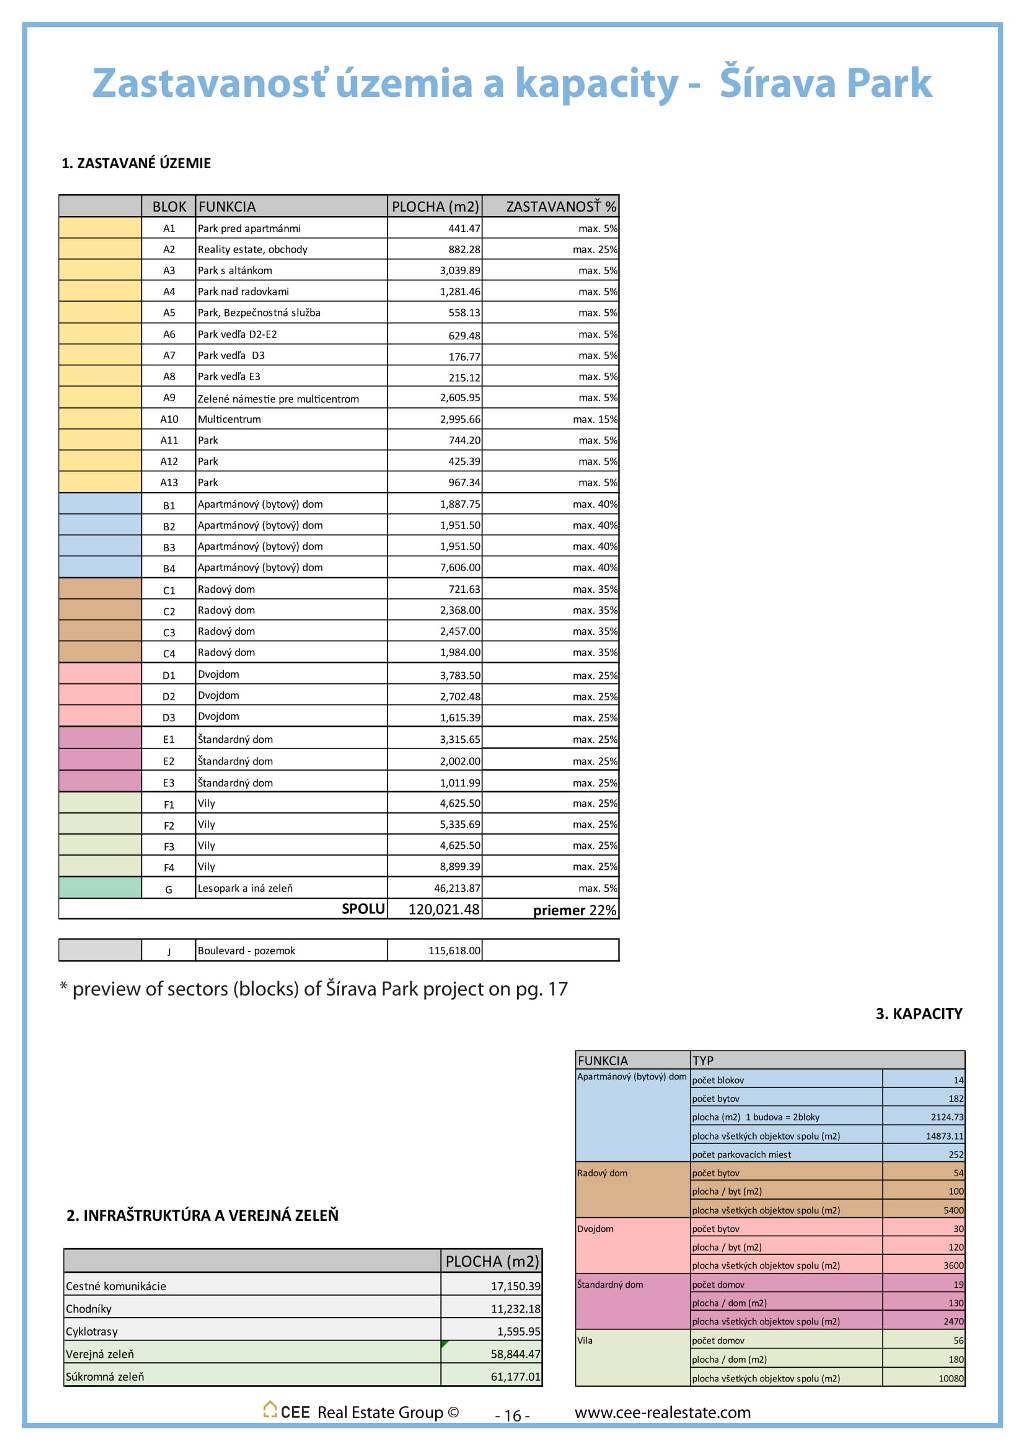 Zastavanosť územia a kapacity - Šírava Park
1. ZASTAVANÉ ÚZEMIE
BLOK FUNKCIA PLOCHA (m2) ZASTAVANOSŤ %
A1 Park pred apartmánmi 441.47 max. 5%
A2 Reality estate, obchody 882.28 max. 25%
A3 Park s altánkom 3,039.89 max. 5%
A4 Park nad radovkami 1,281.46 max. 5%
A5 Park, Bezpečnostná služba 558.13 max. 5%
A6 Park vedľa D2-E2 629.48 max. 5%
A7 Park vedľa D3 176.77 max. 5%
A8 Park vedľa E3 215.12 max. 5%
A9 Zelené námestie pre multicentrom 2,605.95 max. 5%
A10 Multicentrum 2,995.66 max. 15%
A11 Park 744.20 max. 5%
A12 Park 425.39 max. 5%
A13 Park 967.34 max. 5%
B1 Apartmánový (bytový) dom 1,887.75 max. 40%
B2 Apartmánový (bytový) dom 1,951.50 max. 40%
B3 Apartmánový (bytový) dom 1,951.50 max. 40%
B4 Apartmánový (bytový) dom 7,606.00 max. 40%
C1 Radový dom 721.63 max. 35%
C2 Radový dom 2,368.00 max. 35%
C3 Radový dom 2,457.00 max. 35%
C4 Radový dom 1,984.00 max. 35%
D1 Dvojdom 3,783.50 max. 25%
D2 Dvojdom 2,702.48 max. 25%
D3 Dvojdom 1,615.39 max. 25%
E1 Štandardný dom 3,315.65 max. 25%
E2 Štandardný dom 2,002.00 max. 25%
E3 Štandardný dom 1,011.99 max. 25%
F1 Vily 4,625.50 max. 25%
F2 Vily 5,335.69 max. 25%
F3 Vily 4,625.50 max. 25%
F4 Vily 8,899.39 max. 25%
G Lesopark a iná zeleň 46,213.87 max. 5%
SPOLU 120,021.48 priemer 22%
J Boulevard - pozemok 115,618.00
* preview of sectors (blocks) of Šírava Park project on pg. 17
3. KAPACITY
FUNKCIA TYP
Apartmánový (bytový) dom počet blokov 14
počet bytov 182
plocha (m2) 1 budova = 2bloky 2124.73
plocha všetkých objektov spolu (m2) 14873.11
počet parkovacích miest 252
Radový dom počet bytov 54
plocha / byt (m2) 100
plocha všetkých objektov spolu (m2) 5400
Dvojdom počet bytov 30
plocha / byt (m2) 120
plocha všetkých objektov spolu (m2) 3600
Štandardný dom počet domov 19
plocha / dom (m2) 130
plocha všetkých objektov spolu (m2) 2470
Vila počet domov 56
plocha / dom (m2) 180
plocha všetkých objektov spolu (m2) 10080
2. INFRAŠTRUKTÚRA A VEREJNÁ ZELEŇ
PLOCHA (m2)
Cestné komunikácie 17,150.39
Chodníky 11,232.18
Cyklotrasy 1,595.95
Verejná zeleň 58,844.47
Súkromná zeleň 61,177.01
CEE Real Estate Group © - 16 - www.cee-realestate.com